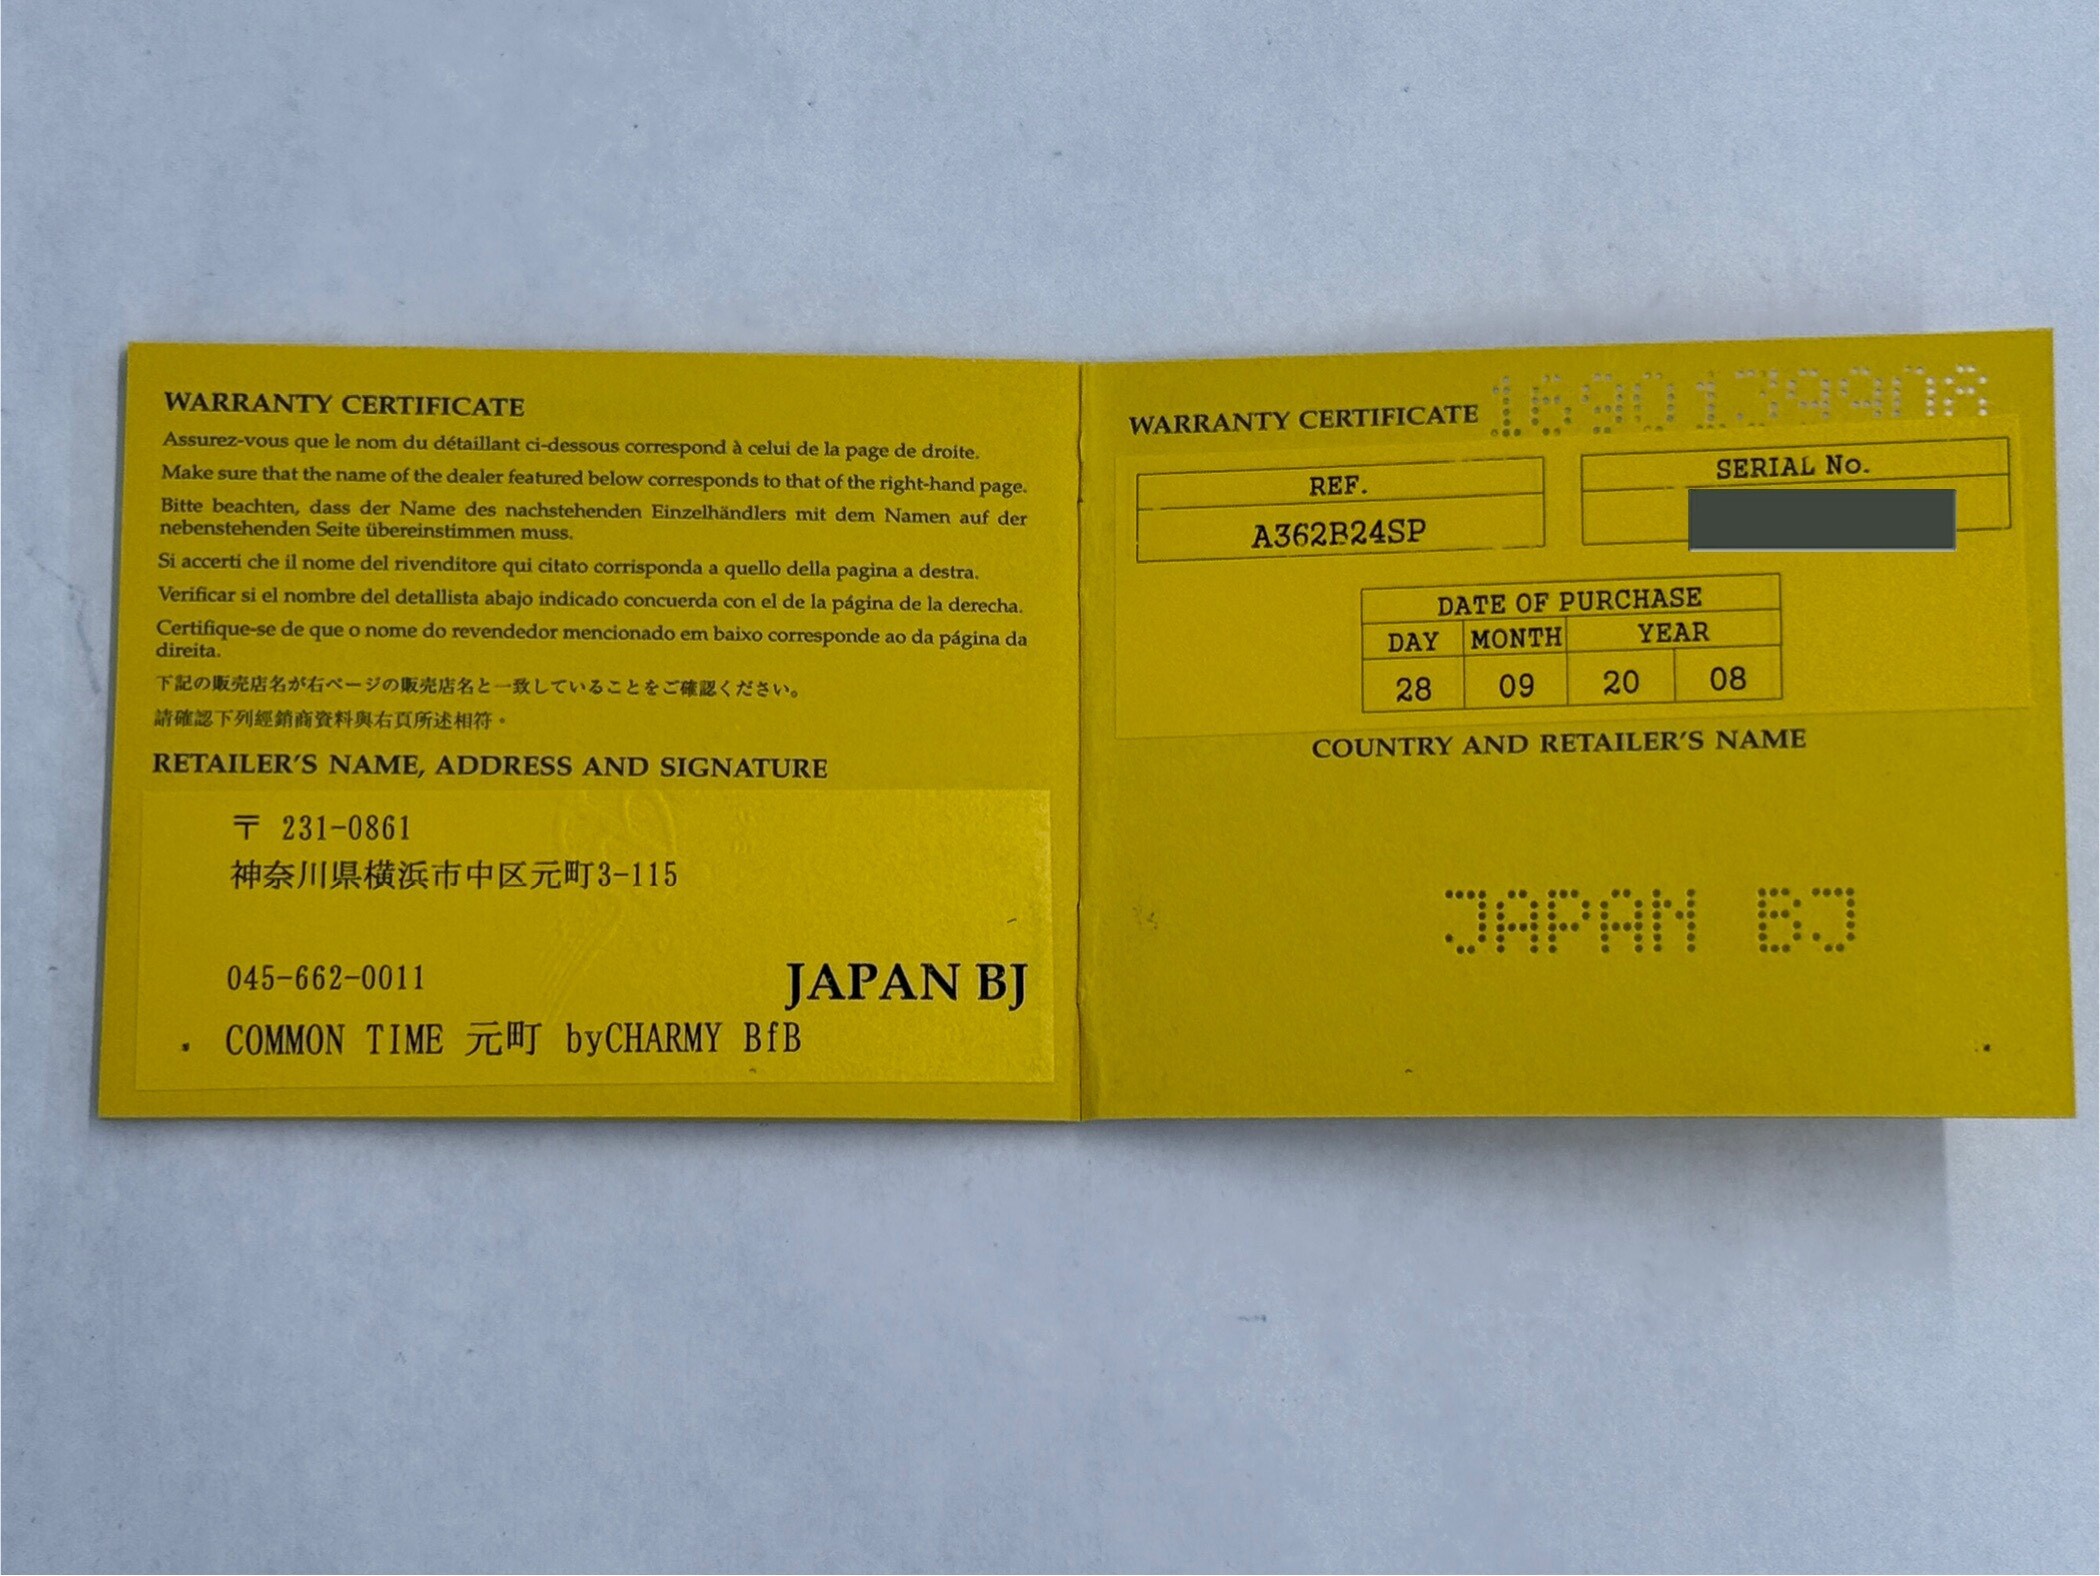 WARRANTY CERTIFICATE
Assurez-vous que le nom du détaillant ci-dessous correspond à celui de la page de droite.
Make sure that the name of the dealer featured below corresponds to that of the right-hand page.
Bitte beachten, dass der Name des nachstehenden Einzelhändlers mit dem Namen auf der
nebenstehenden Seite übereinstimmen muss.
Si accerti che il nome del rivenditore qui citato corrisponda a quello della pagina a destra.
Verificar si el nombre del detallista abajo indicado concuerda con el de la página de la derecha.
Certifique-se de que o nome do revendedor mencionado em baixo corresponde ao da página da
direita.
下記の販売店名が右ページの販売店名と一致していることをご確認ください。
請確認下列經銷商資料與右頁所述相符。
RETAILER'S NAME, ADDRESS AND SIGNATURE
〒 231-0861
神奈川県横浜市中区元町3-115
045-662-0011
JAPAN BJ
COMMON TIME 元町 byCHARMY BfB
WARRANTY CERTIFICATE
REF.
A362B24SP
SERIAL No.
DATE OF PURCHASE
DAY MONTH YEAR
28 09 20 08
COUNTRY AND RETAILER'S NAME
JAPAN BJ